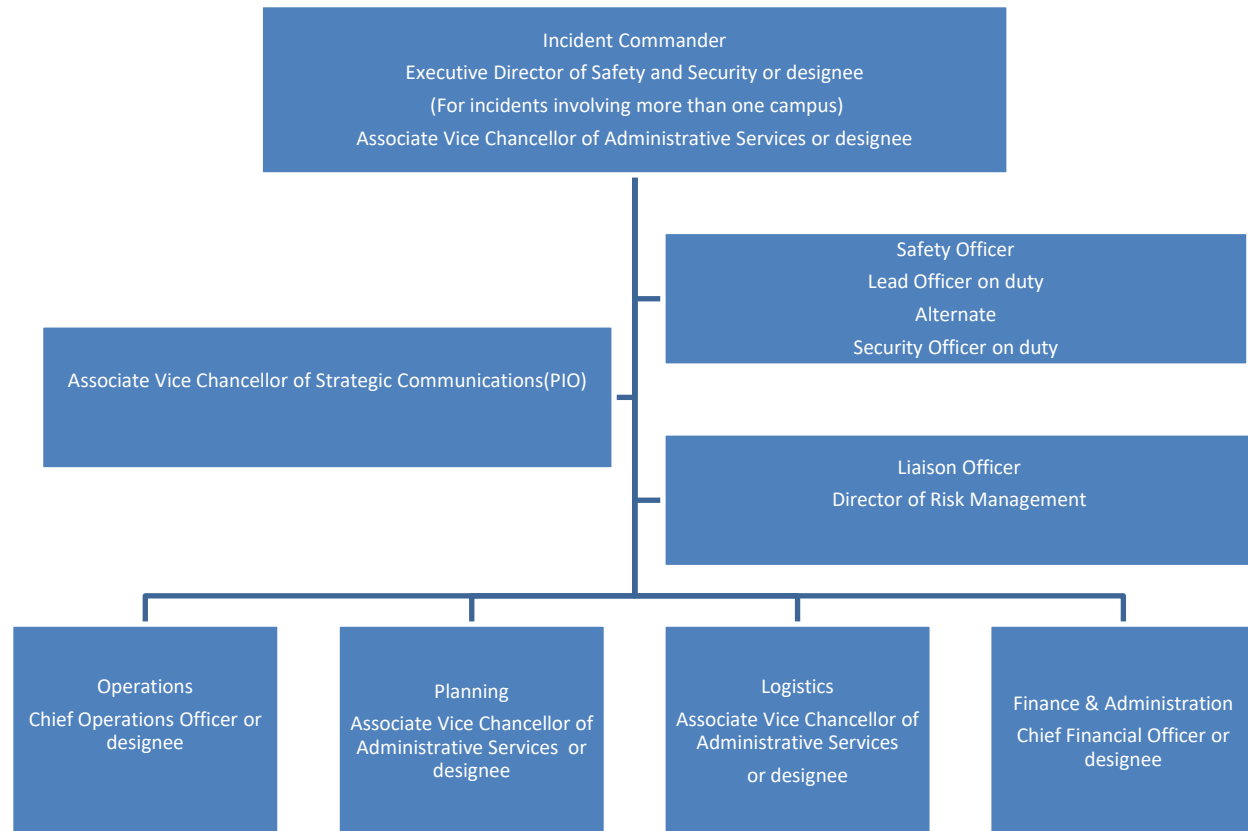 Incident Commander
Executive Director of Safety and Security or designee
(For incidents involving more than one campus)
Associate Vice Chancellor of Administrative Services or designee
Safety Officer
Lead Officer on duty
Alternate
Security Officer on duty
Associate Vice Chancellor of Strategic Communications(PIO)
Liaison Officer
Director of Risk Management
Operations
Chief Operations Officer or
designee
Planning
Associate Vice Chancellor of
Administrative Services  or
designee
Logistics
Associate Vice Chancellor of
Administrative Services
or designee
Finance & Administration
Chief Financial Officer or
designee